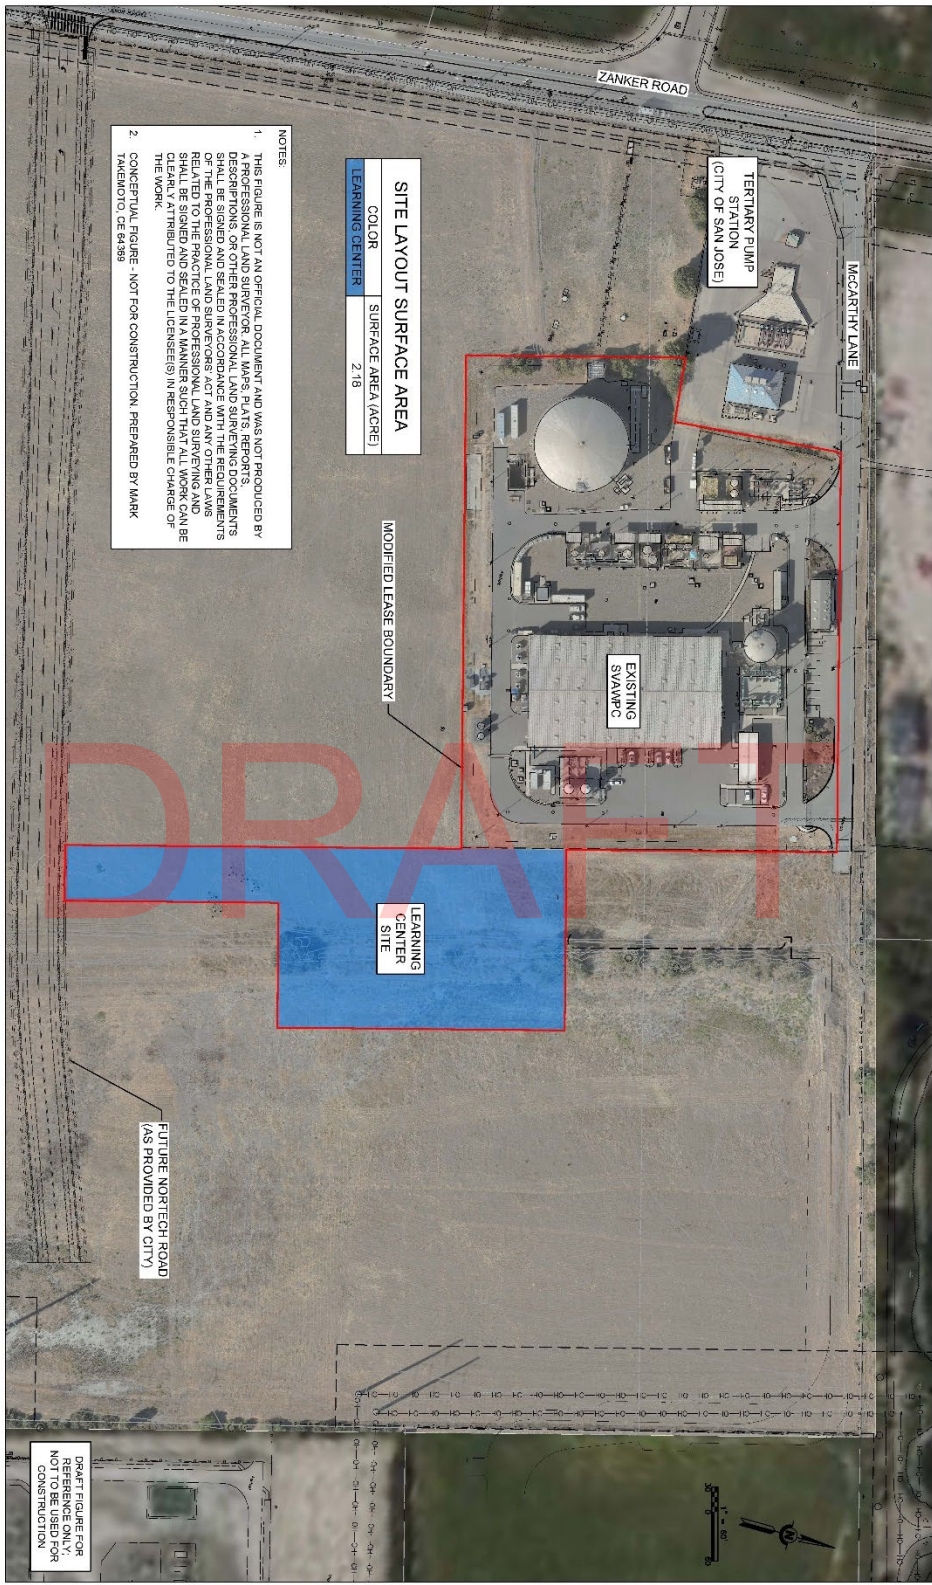 ZANKER ROAD
McCARTHY LANE
TERTIARY PUMP
STATION
(CITY OF SAN JOSE)
EXISTING
SVAWPC
SITE LAYOUT SURFACE AREA
COLOR SURFACE AREA (ACRE)
LEARNING CENTER 2.18
MODIFIED LEASE BOUNDARY
NOTES:
1. THIS FIGURE IS NOT AN OFFICIAL DOCUMENT AND WAS NOT PRODUCED BY
A PROFESSIONAL LAND SURVEYOR. ALL MAPS, PLATS, REPORTS,
DESCRIPTIONS, OR OTHER PROFESSIONAL LAND SURVEYING DOCUMENTS
SHALL BE SIGNED AND SEALED IN ACCORDANCE WITH THE REQUIREMENTS
OF THE PROFESSIONAL LAND SURVEYORS' ACT AND ANY OTHER LAWS
RELATED TO THE PRACTICE OF PROFESSIONAL LAND SURVEYING AND
SHALL BE SIGNED AND SEALED IN A MANNER SUCH THAT ALL WORK CAN BE
CLEARLY ATTRIBUTED TO THE LICENSEE(S) IN RESPONSIBLE CHARGE OF
THE WORK.
2. CONCEPTUAL FIGURE - NOT FOR CONSTRUCTION. PREPARED BY MARK
TAKEMOTO, CE 64369
DRAFT
LEARNING
CENTER
SITE
FUTURE NORTECH ROAD
(AS PROVIDED BY CITY)
N
1" = 60'
DRAFT FIGURE FOR
REFERENCE ONLY;
NOT TO BE USED FOR
CONSTRUCTION